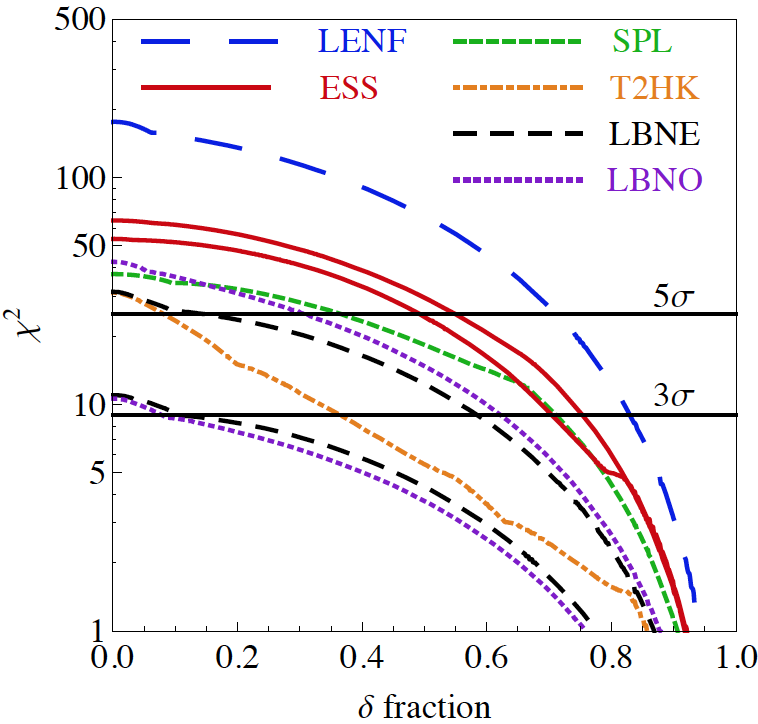 500
LENF
SPL
ESS
T2HK
LBNE
100
LBNO
50
5σ
χ²
10
3σ
5
1
0.0 0.2 0.4 0.6 0.8 1.0
δ fraction